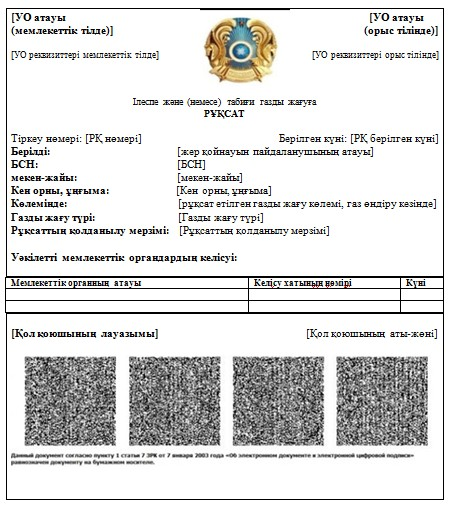 [УО атауы
(мемлекеттік тілде)]
[УО атауы
(орыс тілінде)]
[УО реквизиттері мемлекеттік тілде]
[УО реквизиттері орыс тілінде]
Ілеспе және (немесе) табиғи газды жағуға
РҰҚСАТ
Тіркеу нөмері: [РҚ нөмері] Берілген күні: [РҚ берілген күні]
Берілді: [жер қойнауын пайдаланушының атауы]
БСН: [БСН]
мекен-жайы: [мекен-жайы]
Кен орны, ұңғыма: [Кен орны, ұңғыма]
Көлемінде: [рұқсат етілген газды жағу көлемі, газ өндіру кезінде]
Газды жағу түрі: [Газды жағу түрі]
Рұқсаттың қолданылу мерзімі: [Рұқсаттың қолданылу мерзімі]
Уәкілетті мемлекеттік органдардың келісуі:
Мемлекеттік органның атауы Келісу хатының нөмірі Күні
[Қол қоюшының лауазымы] [Қол қоюшының аты-жөні]
Данный документ согласно пункту 1 статьи 7 ЗРК от 7 января 2003 года «Об электронном документе и электронной цифровой подписи»
равнозначен документу на бумажном носителе.